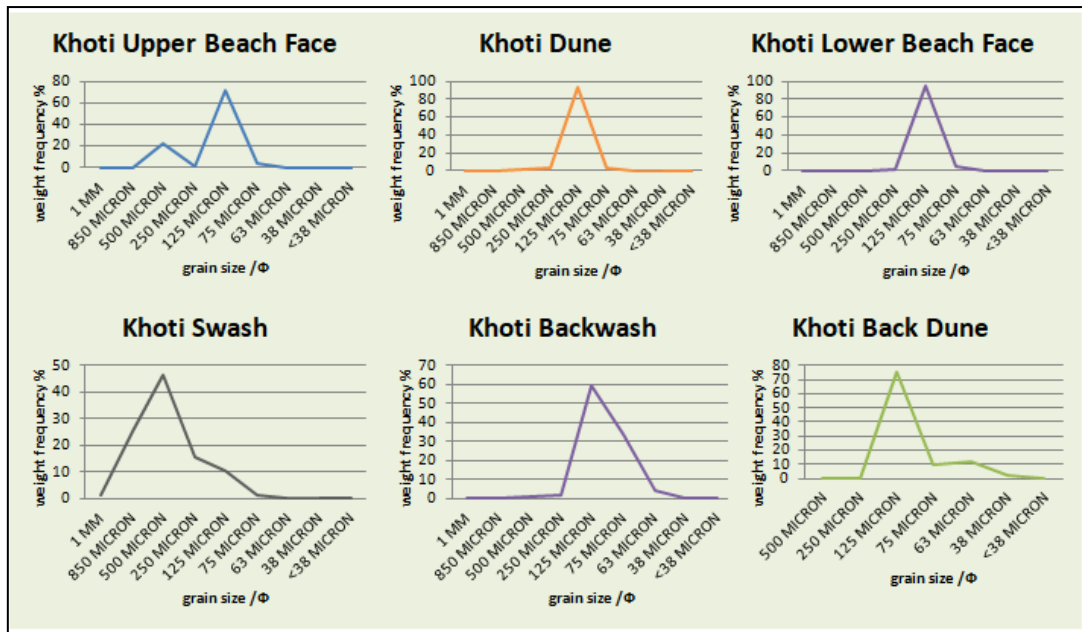 Khoti Upper Beach Face
weight frequency %
80
60
40
20
0
1 MM
850 MICRON
500 MICRON
250 MICRON
125 MICRON
75 MICRON
63 MICRON
38 MICRON
<38 MICRON
grain size /Φ
Khoti Dune
weight frequency %
100
80
60
40
20
0
1 MM
850 MICRON
500 MICRON
250 MICRON
125 MICRON
75 MICRON
63 MICRON
38 MICRON
<38 MICRON
grain size /Φ
Khoti Lower Beach Face
weight frequency %
100
80
60
40
20
0
1 MM
850 MICRON
500 MICRON
250 MICRON
125 MICRON
75 MICRON
63 MICRON
38 MICRON
<38 MICRON
grain size /Φ
Khoti Swash
weight frequency %
50
40
30
20
10
0
1 MM
850 MICRON
500 MICRON
250 MICRON
125 MICRON
75 MICRON
63 MICRON
38 MICRON
<38 MICRON
grain size /Φ
Khoti Backwash
weight frequency %
70
60
50
40
30
20
10
0
1 MM
850 MICRON
500 MICRON
250 MICRON
125 MICRON
75 MICRON
63 MICRON
38 MICRON
<38 MICRON
grain size /Φ
Khoti Back Dune
weight frequency %
80
70
60
50
40
30
20
10
0
500 MICRON
250 MICRON
125 MICRON
75 MICRON
63 MICRON
38 MICRON
<38 MICRON
grain size /Φ